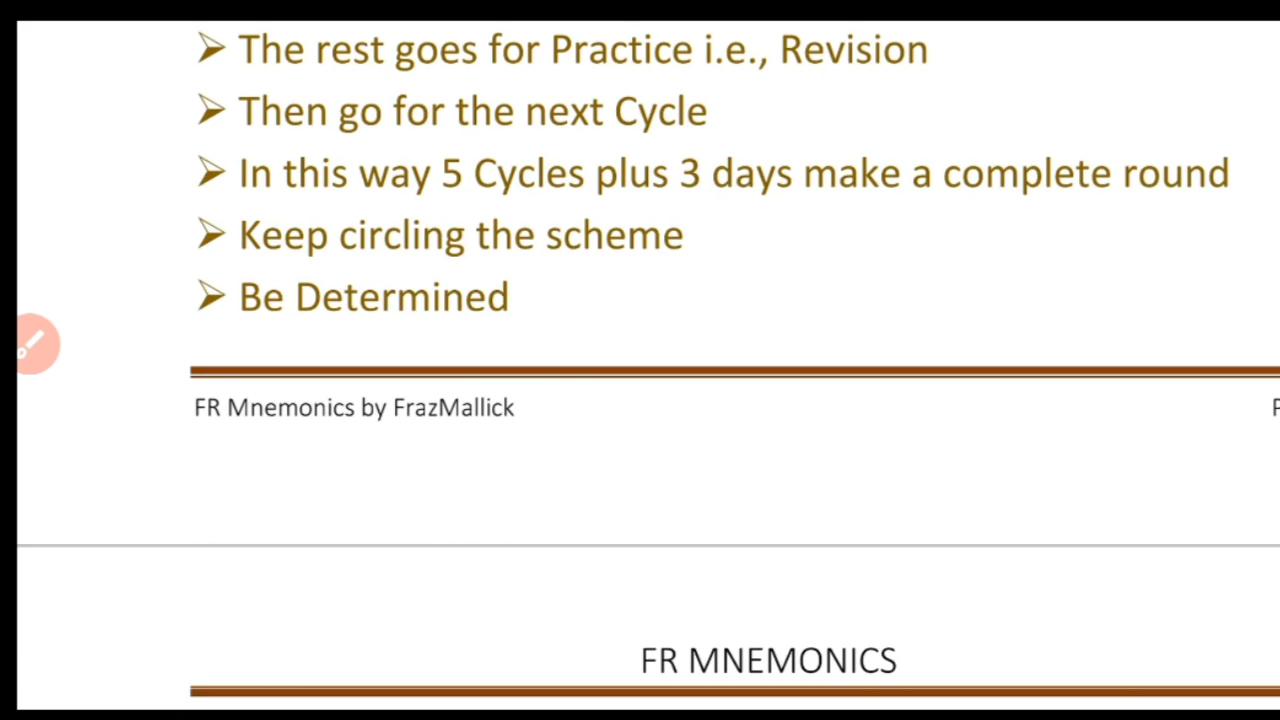 ➢ The rest goes for Practice i.e., Revision
➢ Then go for the next Cycle
➢ In this way 5 Cycles plus 3 days make a complete round
➢ Keep circling the scheme
➢ Be Determined
FR Mnemonics by FrazMallick
FR MNEMONICS